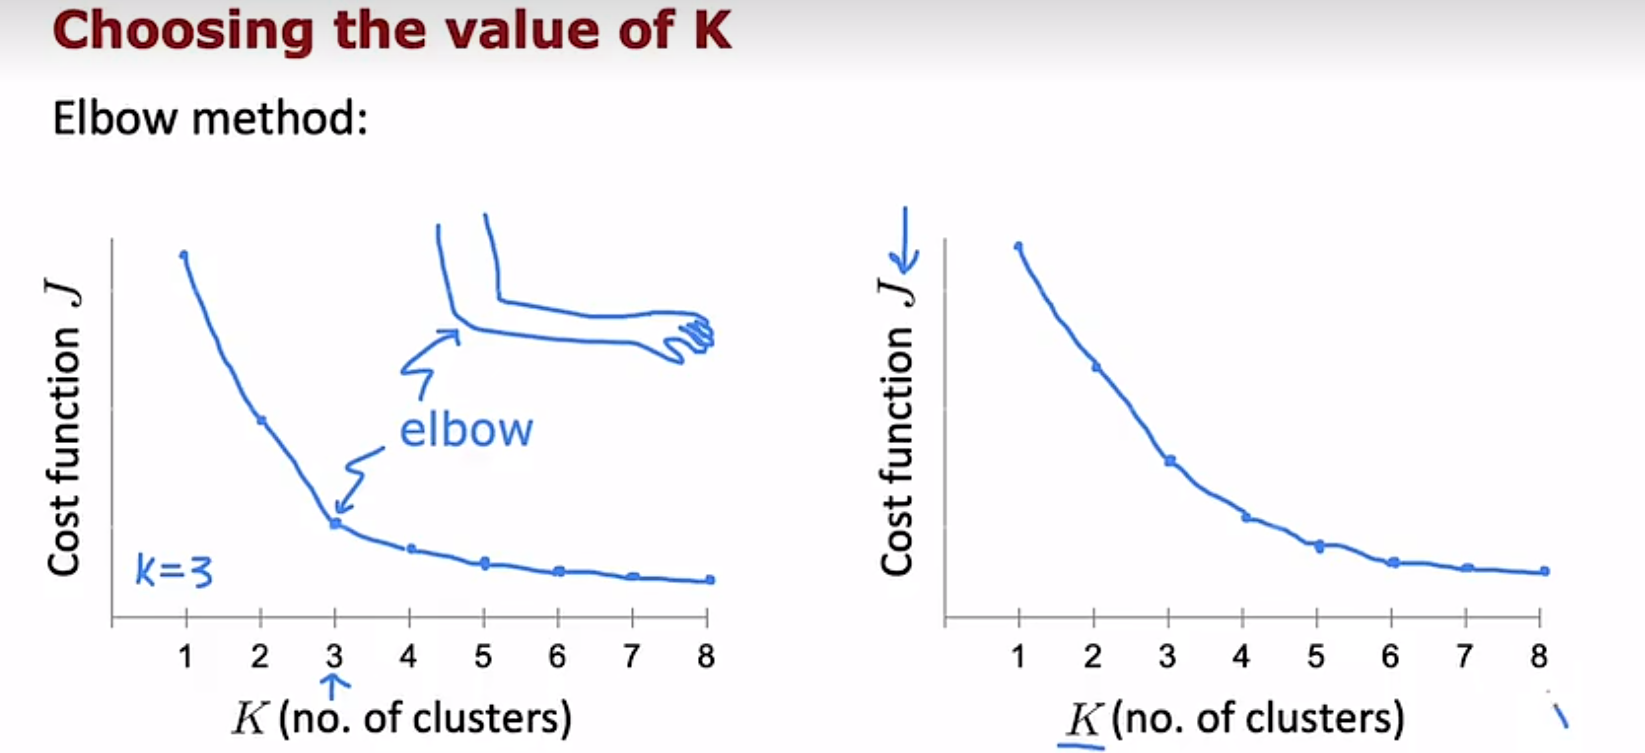 Choosing the value of K
Elbow method:
Cost function J
elbow
k=3
1 2 3 4 5 6 7 8
K (no. of clusters)
Cost function J
1 2 3 4 5 6 7 8
K (no. of clusters)